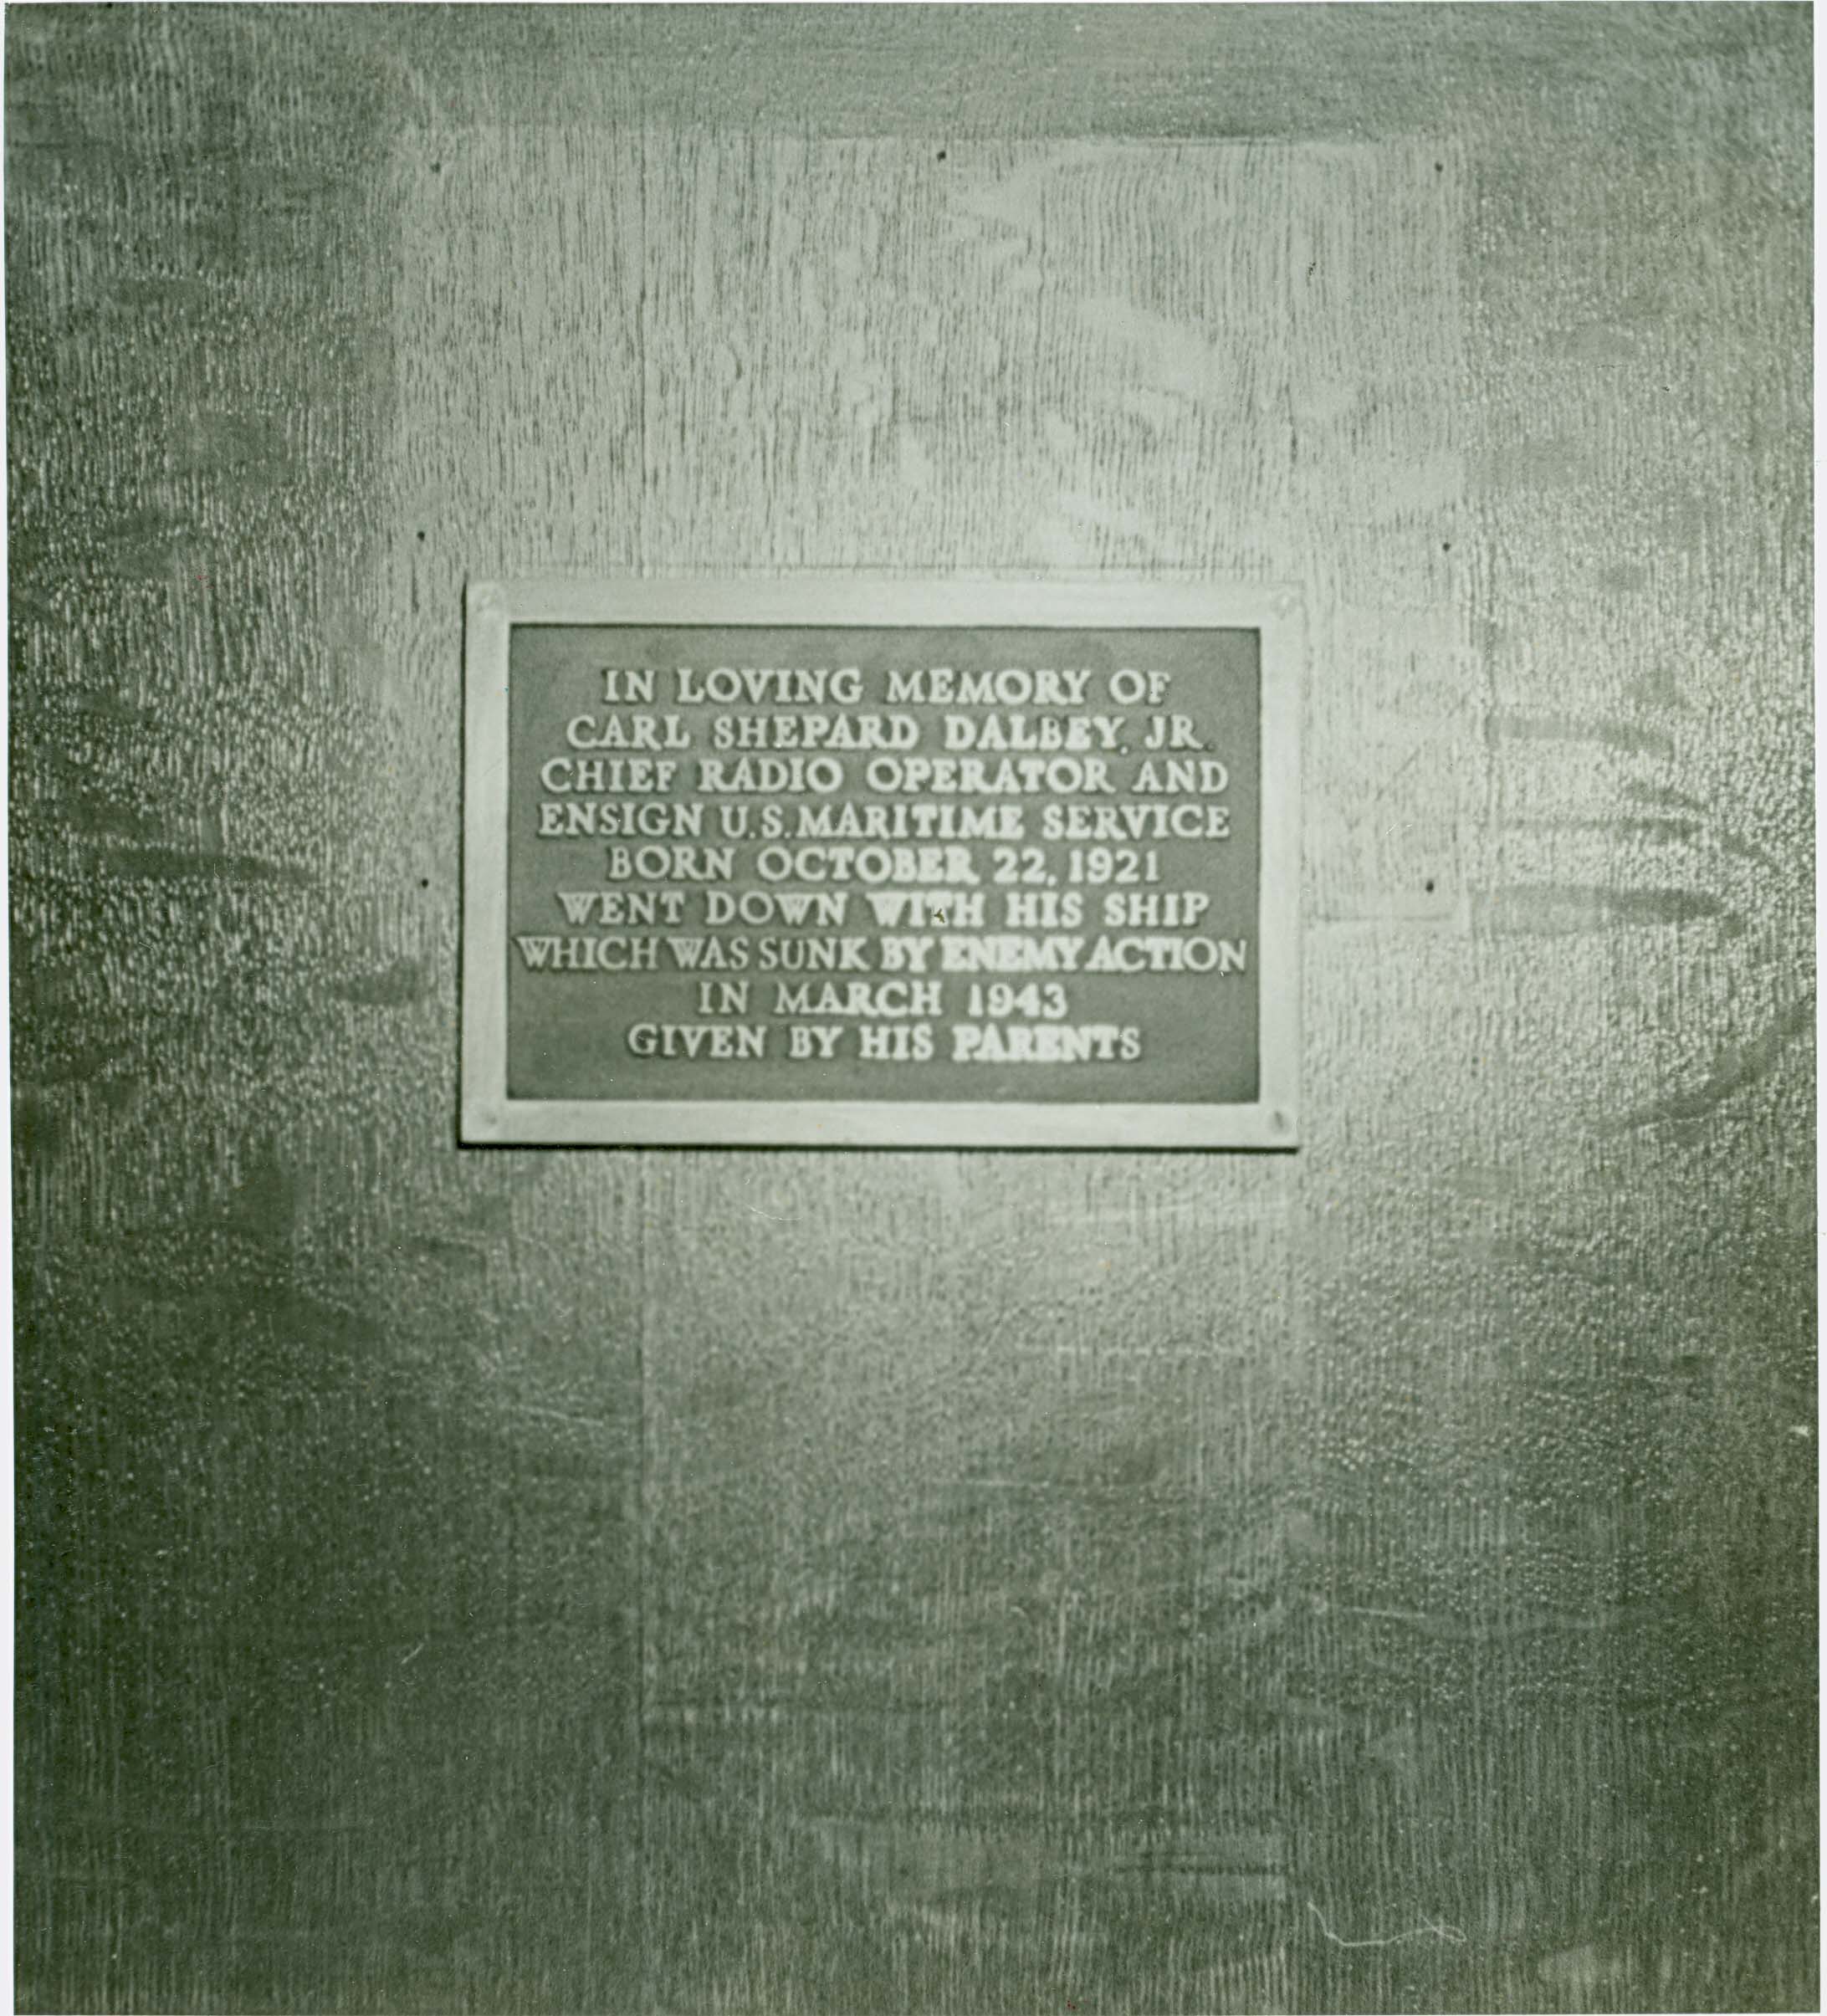 IN LOVING MEMORY OF
CARL SHEPARD DALBEY, JR.
CHIEF RADIO OPERATOR AND
ENSIGN U.S. MARITIME SERVICE
BORN OCTOBER 22, 1921
WENT DOWN WITH HIS SHIP
WHICH WAS SUNK BY ENEMY ACTION
IN MARCH 1943
GIVEN BY HIS PARENTS